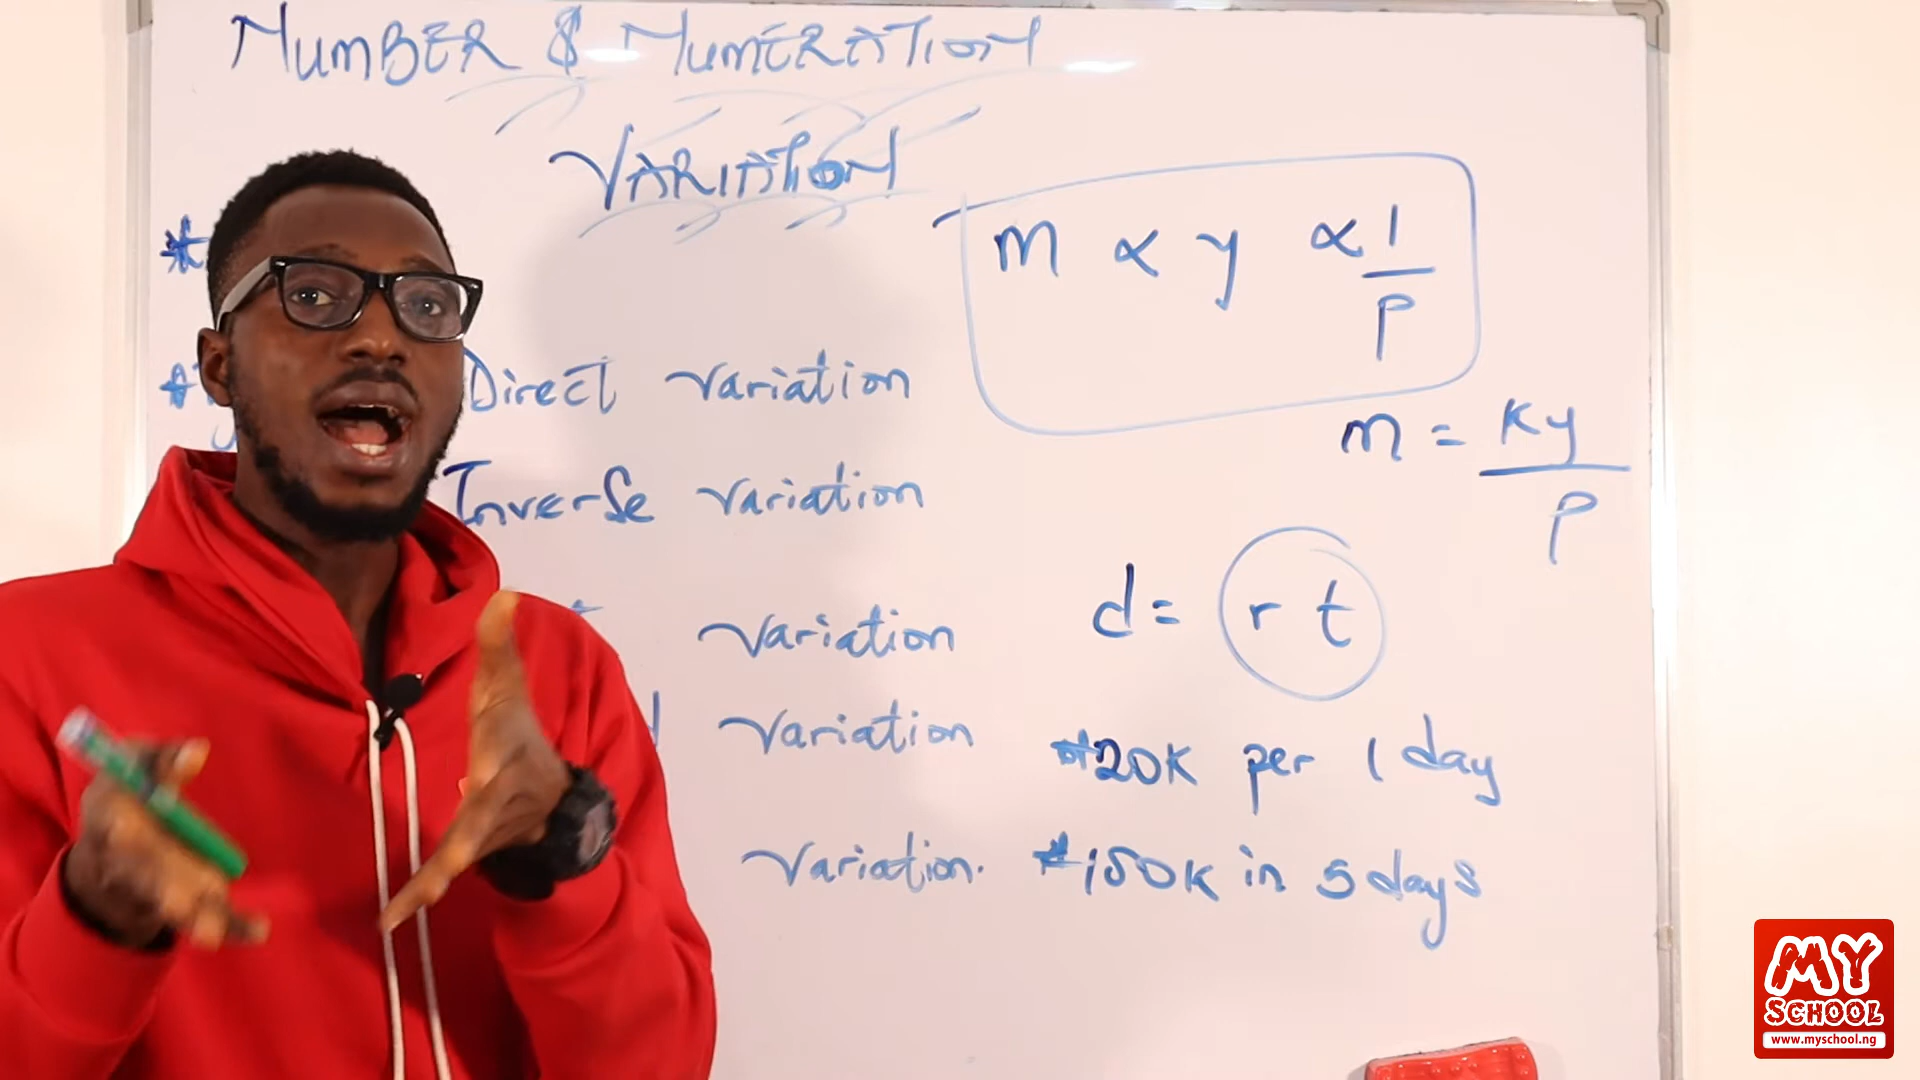 NUMBER & NUMERATION
VARIATION
m ∝ y ∝ 1/P
Direct variation
m = Ky/P
Inverse variation
d = r t
variation
variation
₦20K per 1 day
variation.
₦150K in 5 days
MY
SCHOOL
www.myschool.ng